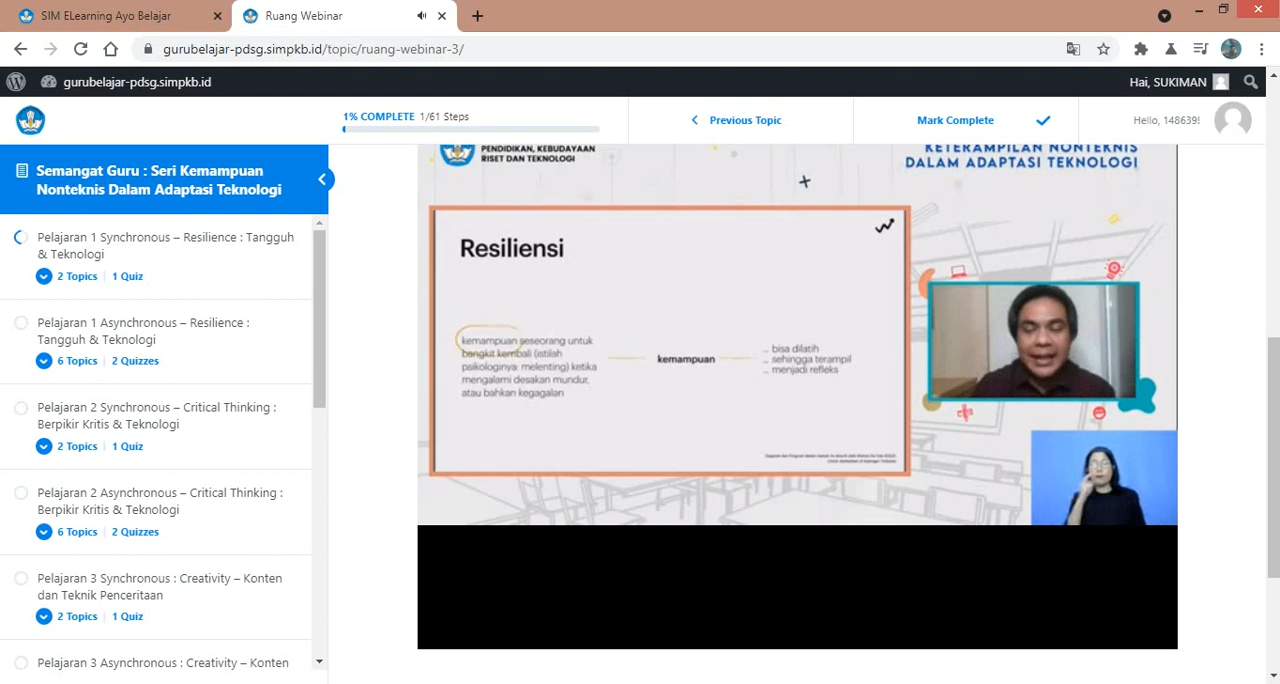 SIM ELearning Ayo Belajar
Ruang Webinar
gurubelajar-pdsg.simpkb.id/topic/ruang-webinar-3/
gurubelajar-pdsg.simpkb.id
Hai, SUKIMAN
1% COMPLETE 1/61 Steps
Previous Topic
Mark Complete
Hello, 148639!
Semangat Guru : Seri Kemampuan
Nonteknis Dalam Adaptasi Teknologi
Pelajaran 1 Synchronous – Resilience : Tangguh
& Teknologi
2 Topics | 1 Quiz
Pelajaran 1 Asynchronous – Resilience :
Tangguh & Teknologi
6 Topics | 2 Quizzes
Pelajaran 2 Synchronous – Critical Thinking :
Berpikir Kritis & Teknologi
2 Topics | 1 Quiz
Pelajaran 2 Asynchronous – Critical Thinking :
Berpikir Kritis & Teknologi
6 Topics | 2 Quizzes
Pelajaran 3 Synchronous : Creativity – Konten
dan Teknik Penceritaan
2 Topics | 1 Quiz
Pelajaran 3 Asynchronous : Creativity – Konten
PENDIDIKAN, KEBUDAYAAN
RISET DAN TEKNOLOGI
KETERAMPILAN NONTEKNIS
DALAM ADAPTASI TEKNOLOGI
Resiliensi
kemampuan seseorang untuk
bangkit kembali (istilah
psikologinya: melenting) ketika
mengalami desakan mundur,
atau bahkan kegagalan
kemampuan
... bisa dilatih
... sehingga terampil
... menjadi refleks